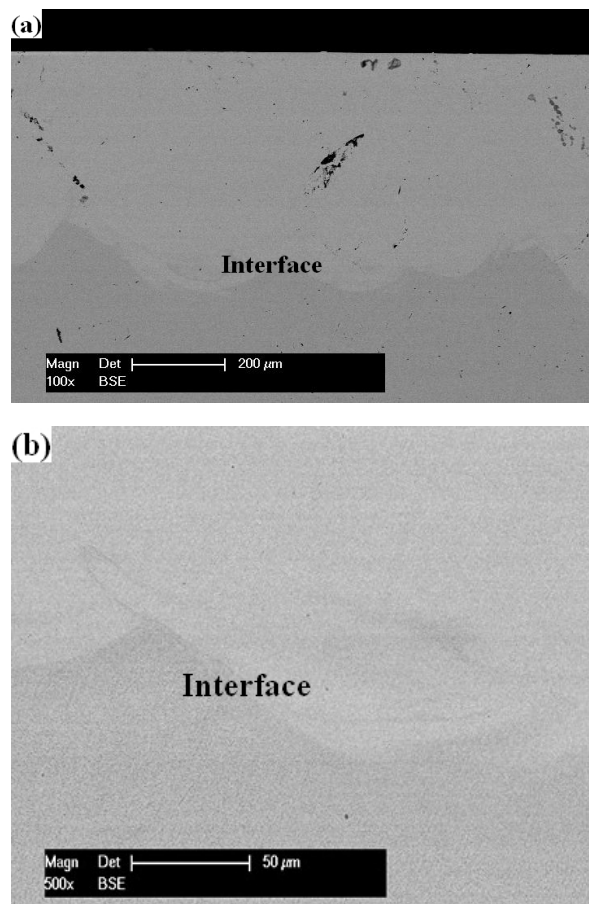 (a)
Interface
Magn Det 200 μm
100x BSE
(b)
Interface
Magn Det 50 μm
500x BSE